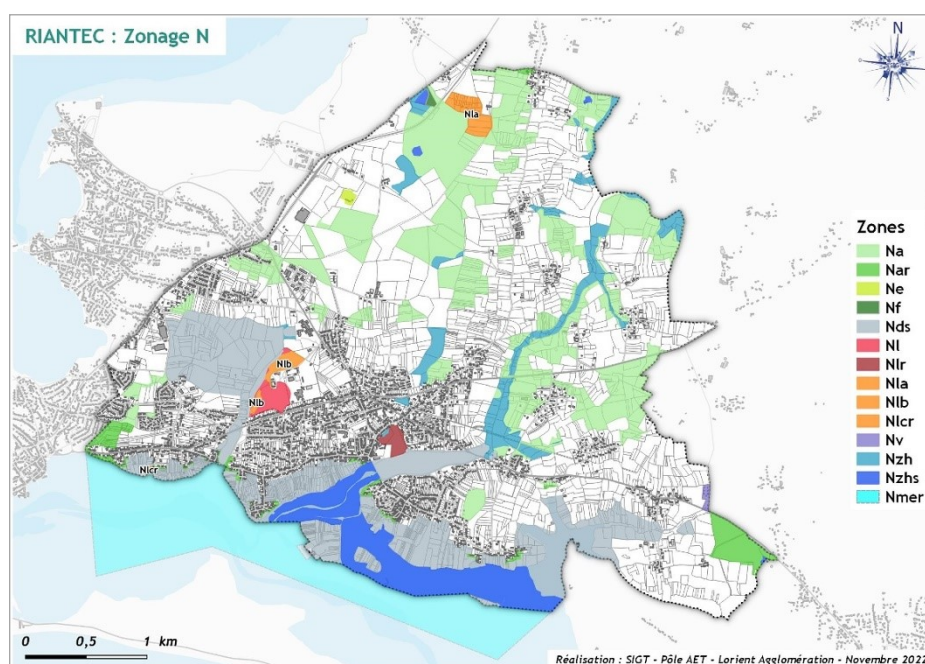 RIANTEC : Zonage N
N
Nla
Zones
Na
Nar
Ne
Nf
Nds
Nl
Nlr
Nla
Nlb
Nlcr
Nv
Nzh
Nzhs
Nmer
Nlb
Nlb
Nlcr
0 0,5 1 km
Réalisation : SIGT - Pôle AET - Lorient Agglomération - Novembre 2022